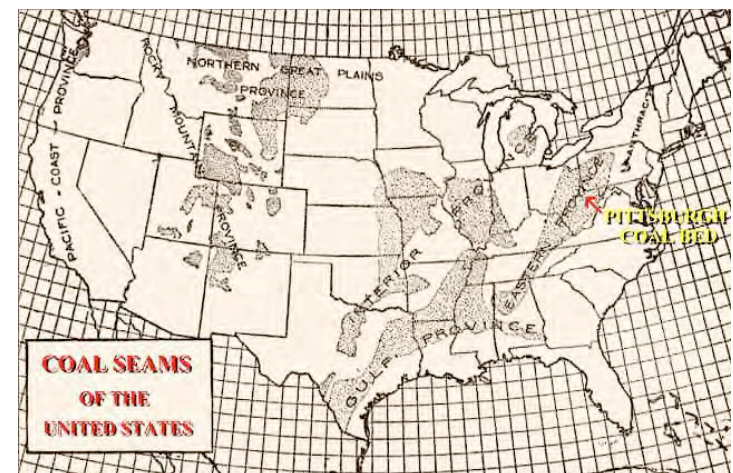 NORTHERN GREAT PLAINS
PROVINCE
ROCKY MOUNTAIN
PROVINCE
PACIFIC - COAST - PROVINCE
INTERIOR
PROVINCE
GULF PROVINCE
EASTERN PROVINCE
ANTHRACITE
PITTSBURGH
COAL BED
COAL SEAMS
OF THE
UNITED STATES